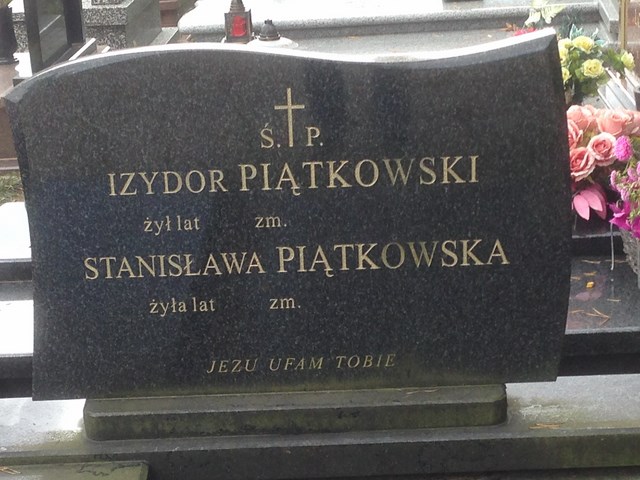 Ś. P.
IZYDOR PIĄTKOWSKI
żył lat zm.
STANISŁAWA PIĄTKOWSKA
żyła lat zm.
JEZU UFAM TOBIE